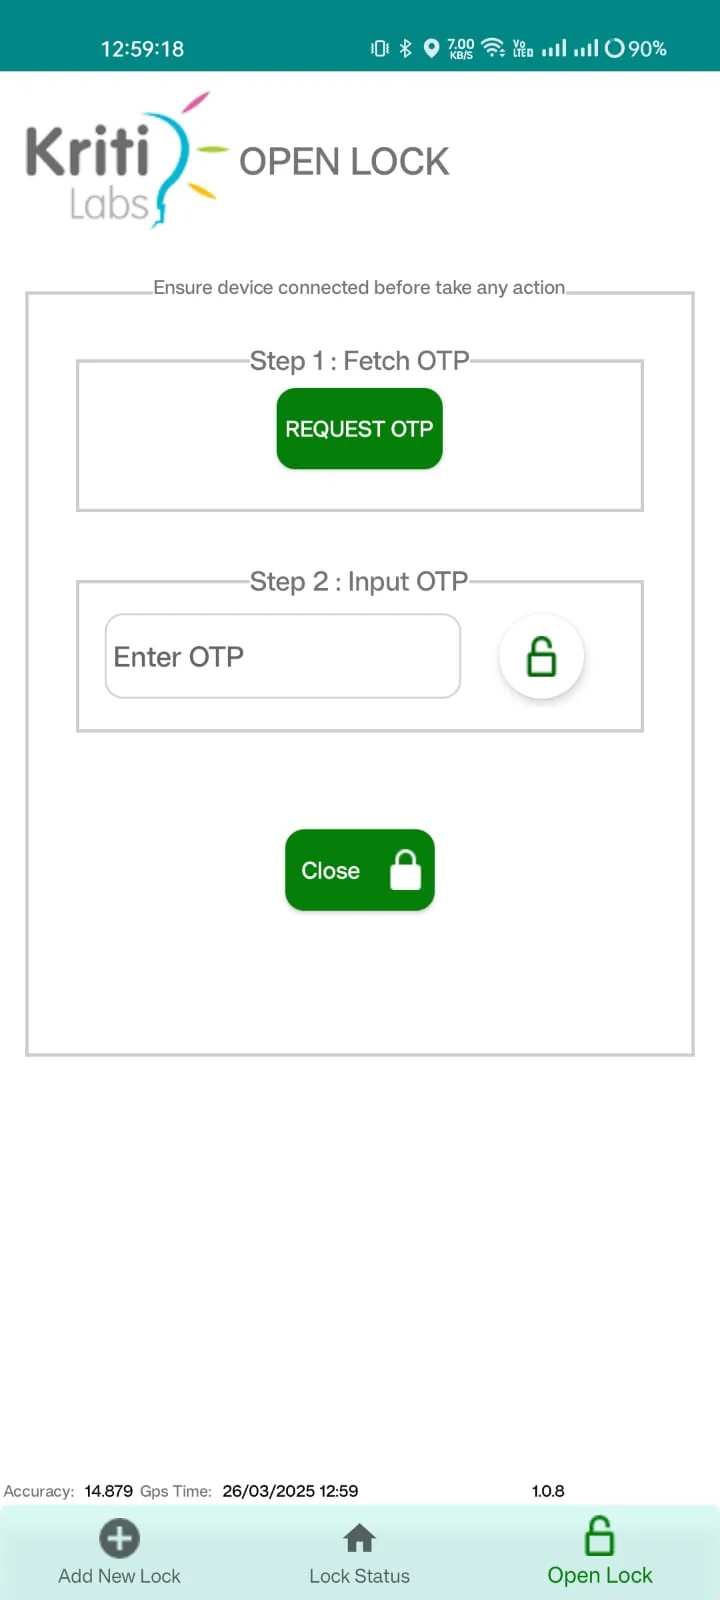 12:59:18 7.00 KB/S Vo LTED 90%
Kriti
Labs
OPEN LOCK
Ensure device connected before take any action
Step 1 : Fetch OTP
REQUEST OTP
Step 2 : Input OTP
Enter OTP
Close
Accuracy: 14.879 Gps Time: 26/03/2025 12:59 1.0.8
Add New Lock Lock Status Open Lock